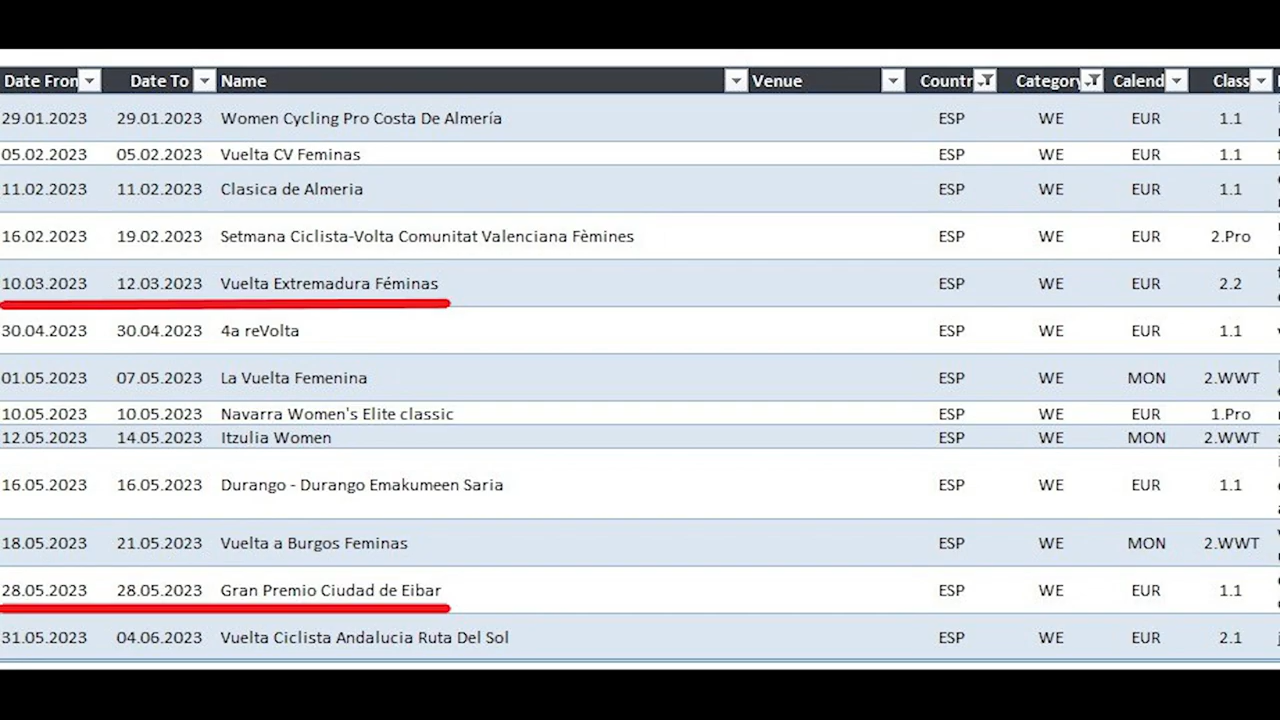 Date Fron Date To Name Venue Countr Category Calend Class
29.01.2023 29.01.2023 Women Cycling Pro Costa De Almería ESP WE EUR 1.1
05.02.2023 05.02.2023 Vuelta CV Feminas ESP WE EUR 1.1
11.02.2023 11.02.2023 Clasica de Almeria ESP WE EUR 1.1
16.02.2023 19.02.2023 Setmana Ciclista-Volta Comunitat Valenciana Fèmines ESP WE EUR 2.Pro
10.03.2023 12.03.2023 Vuelta Extremadura Féminas ESP WE EUR 2.2
30.04.2023 30.04.2023 4a reVolta ESP WE EUR 1.1
01.05.2023 07.05.2023 La Vuelta Femenina ESP WE MON 2.WWT
10.05.2023 10.05.2023 Navarra Women's Elite classic ESP WE EUR 1.Pro
12.05.2023 14.05.2023 Itzulia Women ESP WE MON 2.WWT
16.05.2023 16.05.2023 Durango - Durango Emakumeen Saria ESP WE EUR 1.1
18.05.2023 21.05.2023 Vuelta a Burgos Feminas ESP WE MON 2.WWT
28.05.2023 28.05.2023 Gran Premio Ciudad de Eibar ESP WE EUR 1.1
31.05.2023 04.06.2023 Vuelta Ciclista Andalucia Ruta Del Sol ESP WE EUR 2.1